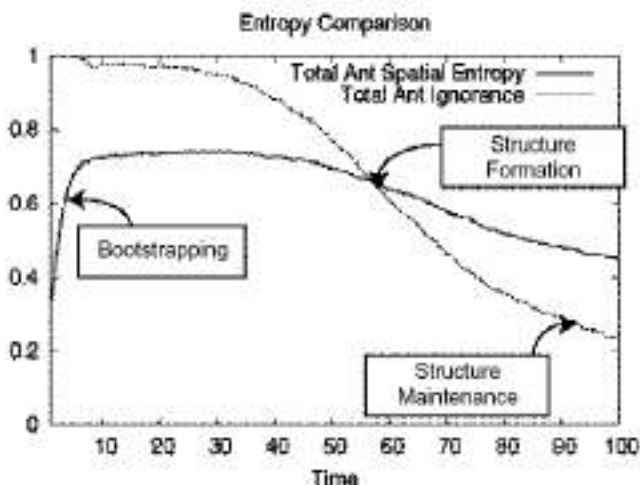 Entropy Comparison
1
0.8
0.6
0.4
0.2
0
Total Ant Spatial Entropy
Total Ant Ignorance
Structure
Formation
Bootstrapping
Structure
Maintenance
10 20 30 40 50 60 70 80 90 100
Time